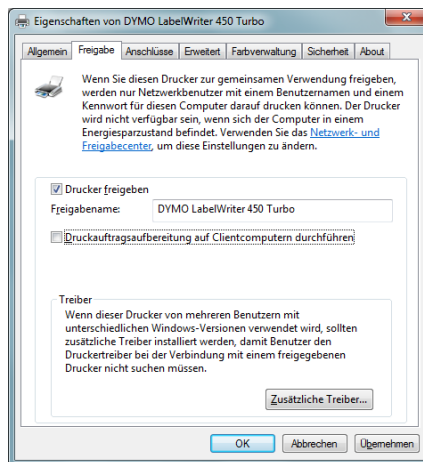 Eigenschaften von DYMO LabelWriter 450 Turbo
Allgemein Freigabe Anschlüsse Erweitert Farbverwaltung Sicherheit About
Wenn Sie diesen Drucker zur gemeinsamen Verwendung freigeben,
werden nur Netzwerkbenutzer mit einem Benutzernamen und einem
Kennwort für diesen Computer darauf drucken können. Der Drucker
wird nicht verfügbar sein, wenn sich der Computer in einem
Energiesparzustand befindet. Verwenden Sie das Netzwerk- und
Freigabecenter, um diese Einstellungen zu ändern.
Drucker freigeben
Freigabename: DYMO LabelWriter 450 Turbo
Druckauftragsaufbereitung auf Clientcomputern durchführen
Treiber
Wenn dieser Drucker von mehreren Benutzern mit
unterschiedlichen Windows-Versionen verwendet wird, sollten
zusätzliche Treiber installiert werden, damit Benutzer den
Druckertreiber bei der Verbindung mit einem freigegebenen
Drucker nicht suchen müssen.
Zusätzliche Treiber...
OK Abbrechen Übernehmen